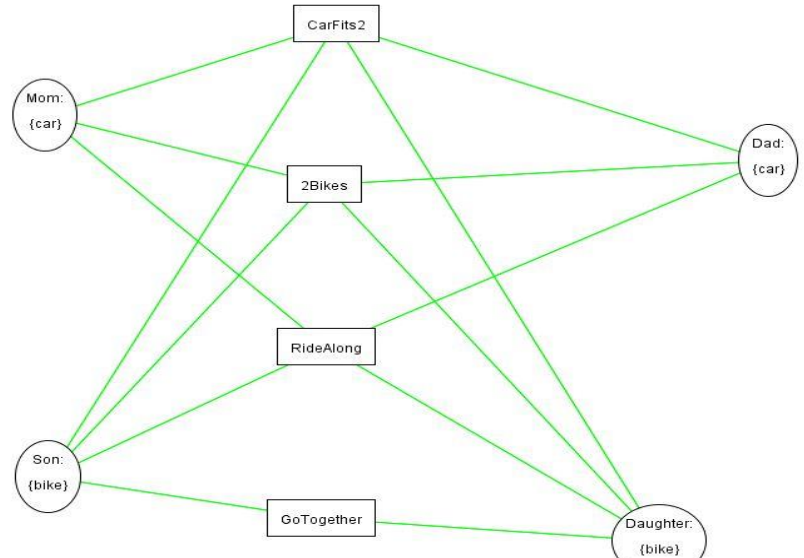 CarFits2
Mom:
{car}
Dad:
{car}
2Bikes
RideAlong
Son:
{bike}
GoTogether
Daughter:
{bike}